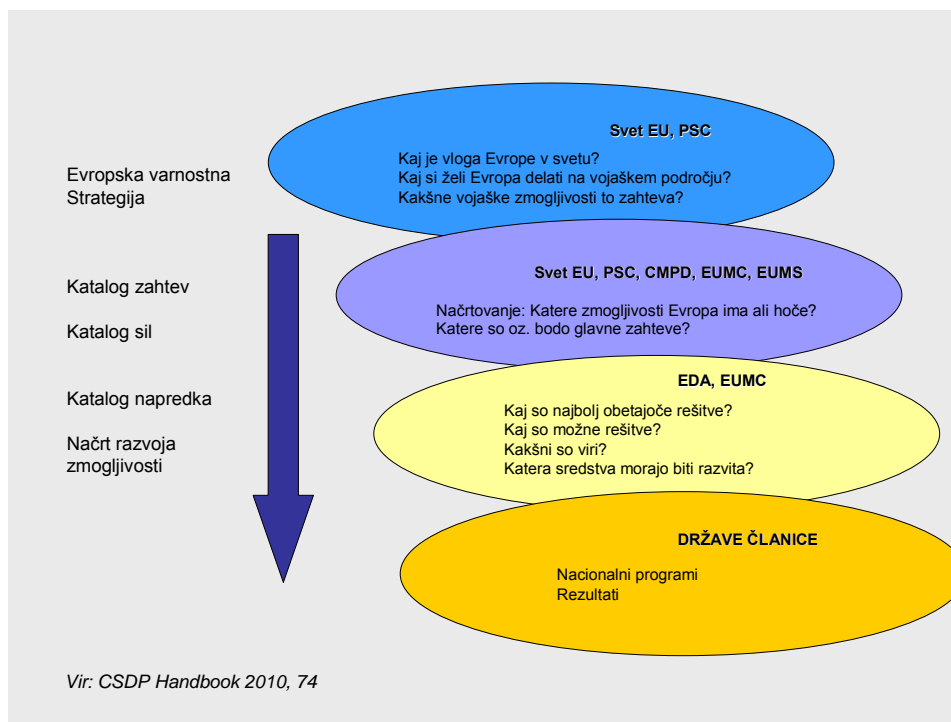 Svet EU, PSC
Kaj je vloga Evrope v svetu?
Kaj si želi Evropa delati na vojaškem področju?
Kakšne vojaške zmogljivosti to zahteva?
Evropska varnostna
Strategija
Svet EU, PSC, CMPD, EUMC, EUMS
Načrtovanje: Katere zmogljivosti Evropa ima ali hoče?
Katere so oz. bodo glavne zahteve?
Katalog zahtev
Katalog sil
EDA, EUMC
Kaj so najbolj obetajoče rešitve?
Kaj so možne rešitve?
Kakšni so viri?
Katera sredstva morajo biti razvita?
Katalog napredka
Načrt razvoja
zmogljivosti
DRŽAVE ČLANICE
Nacionalni programi
Rezultati
Vir: CSDP Handbook 2010, 74